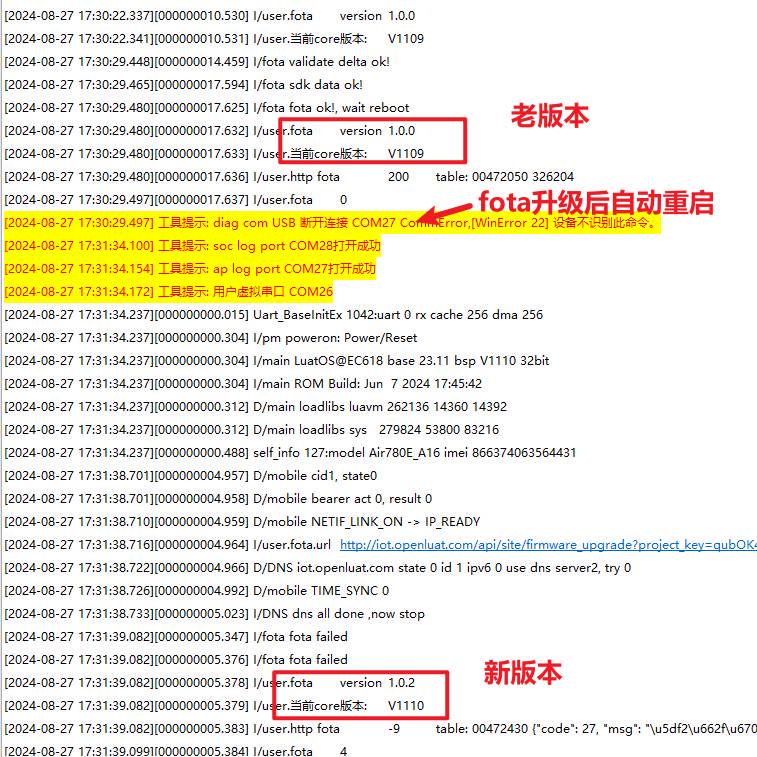 [2024-08-27 17:30:22.337][000000010.530] I/user.fota version 1.0.0
[2024-08-27 17:30:22.341][000000010.531] I/user.当前core版本: V1109
[2024-08-27 17:30:29.448][000000014.459] I/fota validate delta ok!
[2024-08-27 17:30:29.465][000000017.594] I/fota sdk data ok!
[2024-08-27 17:30:29.480][000000017.625] I/fota fota ok!, wait reboot
[2024-08-27 17:30:29.480][000000017.632] I/user.fota version 1.0.0
老版本
[2024-08-27 17:30:29.480][000000017.633] I/user.当前core版本: V1109
[2024-08-27 17:30:29.480][000000017.636] I/user.http fota 200 table: 00472050 326204
[2024-08-27 17:30:29.497][000000017.637] I/user.fota 0
fota升级后自动重启
[2024-08-27 17:30:29.497] 工具提示: diag com USB 断开连接 COM27 CommError,[WinError 22] 设备不识别此命令。
[2024-08-27 17:31:34.100] 工具提示: soc log port COM28打开成功
[2024-08-27 17:31:34.154] 工具提示: ap log port COM27打开成功
[2024-08-27 17:31:34.172] 工具提示: 用户虚拟串口 COM26
[2024-08-27 17:31:34.237][000000000.015] Uart_BaseInitEx 1042:uart 0 rx cache 256 dma 256
[2024-08-27 17:31:34.237][000000000.304] I/pm poweron: Power/Reset
[2024-08-27 17:31:34.237][000000000.304] I/main LuatOS@EC618 base 23.11 bsp V1110 32bit
[2024-08-27 17:31:34.237][000000000.304] I/main ROM Build: Jun 7 2024 17:45:42
[2024-08-27 17:31:34.237][000000000.312] D/main loadlibs luavm 262136 14360 14392
[2024-08-27 17:31:34.237][000000000.312] D/main loadlibs sys 279824 53800 83216
[2024-08-27 17:31:34.237][000000000.488] self_info 127:model Air780E_A16 imei 866374063564431
[2024-08-27 17:31:38.701][000000004.957] D/mobile cid1, state0
[2024-08-27 17:31:38.701][000000004.958] D/mobile bearer act 0, result 0
[2024-08-27 17:31:38.710][000000004.959] D/mobile NETIF_LINK_ON -> IP_READY
[2024-08-27 17:31:38.716][000000004.964] I/user.fota.url http://iot.openluat.com/api/site/firmware_upgrade?project_key=qubOK4
[2024-08-27 17:31:38.722][000000004.966] D/DNS iot.openluat.com state 0 id 1 ipv6 0 use dns server2, try 0
[2024-08-27 17:31:38.726][000000004.992] D/mobile TIME_SYNC 0
[2024-08-27 17:31:38.733][000000005.023] I/DNS dns all done ,now stop
[2024-08-27 17:31:39.082][000000005.347] I/fota fota failed
[2024-08-27 17:31:39.082][000000005.376] I/fota fota failed
[2024-08-27 17:31:39.082][000000005.378] I/user.fota version 1.0.2
新版本
[2024-08-27 17:31:39.082][000000005.379] I/user.当前core版本: V1110
[2024-08-27 17:31:39.082][000000005.383] I/user.http fota -9 table: 00472430 {"code": 27, "msg": "\u5df2\u662f\u670
[2024-08-27 17:31:39.099][000000005.384] I/user.fota 4